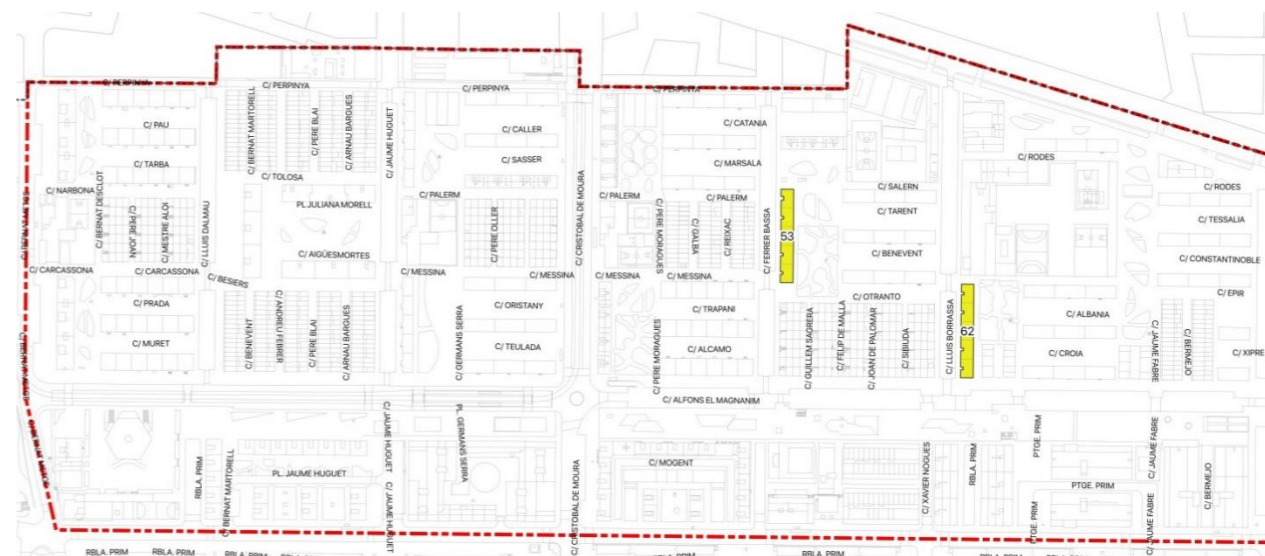 C/ PERPINYA
C/ PERPINYA
C/ PERPINYA
C/ PERPINYA
C/ PAU
C/ TARBA
C/ NARBONA
C/ BERNAT DESCLOT
C/ PERE JOAN
C/ MESTRE ALOI
C/ CARCASSONA
C/ CARCASSONA
C/ PRADA
C/ MURET
C/ LLUIS DALMAU
C/ BERNAT MARTORELL
C/ PERE BLAI
C/ ARNAU BARGUES
C/ JAUME HUGUET
C/ TOLOSA
PL. JULIANA MORELL
C/ AIGÜESMORTES
C/ BESIERS
C/ BENEVENT
C/ ANDREU FEBRER
C/ PERE BLAI
C/ ARNAU BARGUES
C/ CALLER
C/ SASSER
C/ PALERM
C/ PERE OLLER
C/ MESSINA
C/ MESSINA
C/ ORISTANY
C/ TEULADA
C/ GERMANS SERRA
C/ CRISTOBAL DE MOURA
C/ CATANIA
C/ MARSALA
C/ PALERM
C/ PALERM
C/ PERE MORAGUES
C/ GALBA
C/ REIXAC
C/ FERRER BASSA
C/ MESSINA
C/ MESSINA
C/ TRAPANI
C/ ALCAMO
C/ PERE MORAGUES
53
C/ SALERN
C/ TARENT
C/ BENEVENT
C/ OTRANTO
C/ GUILLEM SAGRERA
C/ FELIP DE MALLA
C/ JOAN DE PALOMAR
C/ SIBIUDA
C/ LLUIS BORRASSA
62
C/ RODES
C/ RODES
C/ TESSALIA
C/ CONSTANTINOBLE
C/ EPIR
C/ ALBANIA
C/ CROIA
C/ JAUME FABRE
C/ BERMEJO
C/ XIPRE
C/ ALFONS EL MAGNANIM
RBLA. PRIM
C/ BERNAT MARTORELL
PL. JAUME HUGUET
C/ JAUME HUGUET
C/ JAUME HUGUET
PL. GERMANS SERRA
C/ CRISTOBAL DE MOURA
C/ MOGENT
C/ XAVIER NOGUES
RBLA. PRIM
PTGE. PRIM
PTGE. PRIM
PTGE. PRIM
C/ JAUME FABRE
C/ JAUME FABRE
C/ BERMEJO
RBLA. PRIM
RBLA. PRIM
RBLA. PRIM
RBLA. PRIM